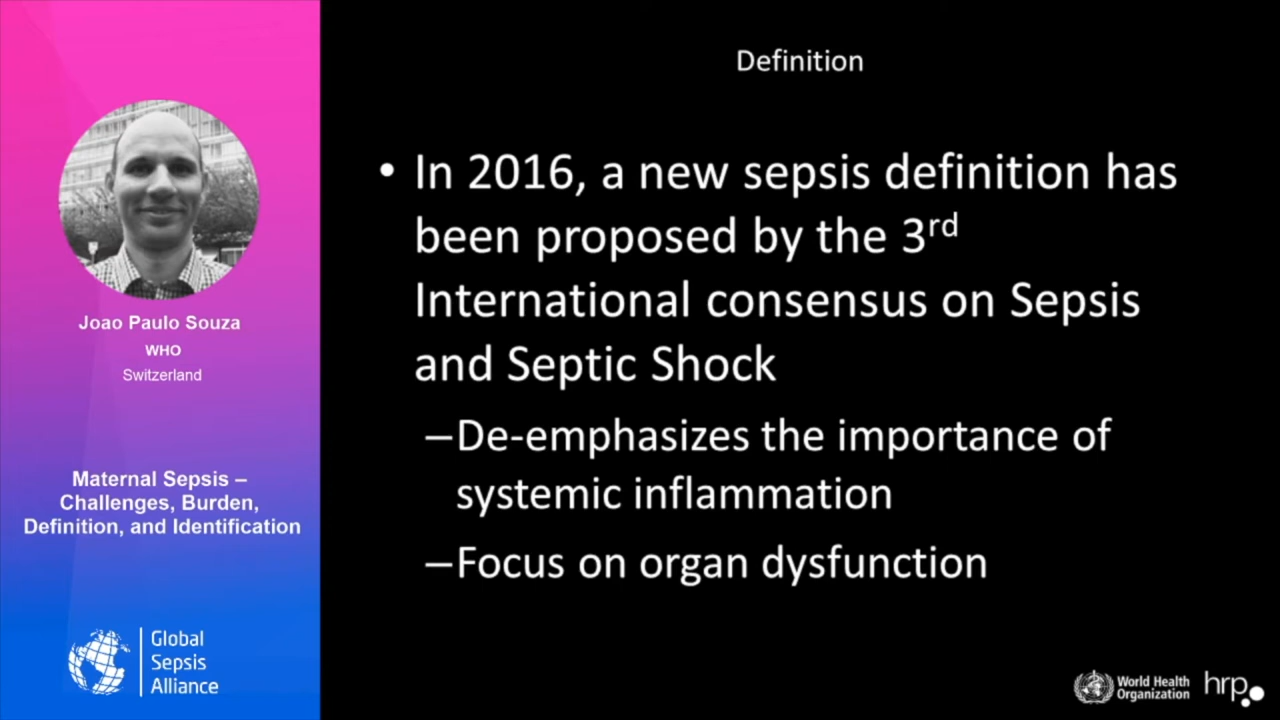 Joao Paulo Souza
WHO
Switzerland
Maternal Sepsis –
Challenges, Burden,
Definition, and Identification
Global
Sepsis
Alliance
Definition
• In 2016, a new sepsis definition has
been proposed by the 3rd
International consensus on Sepsis
and Septic Shock
–De-emphasizes the importance of
systemic inflammation
–Focus on organ dysfunction
World Health
Organization
hrp.